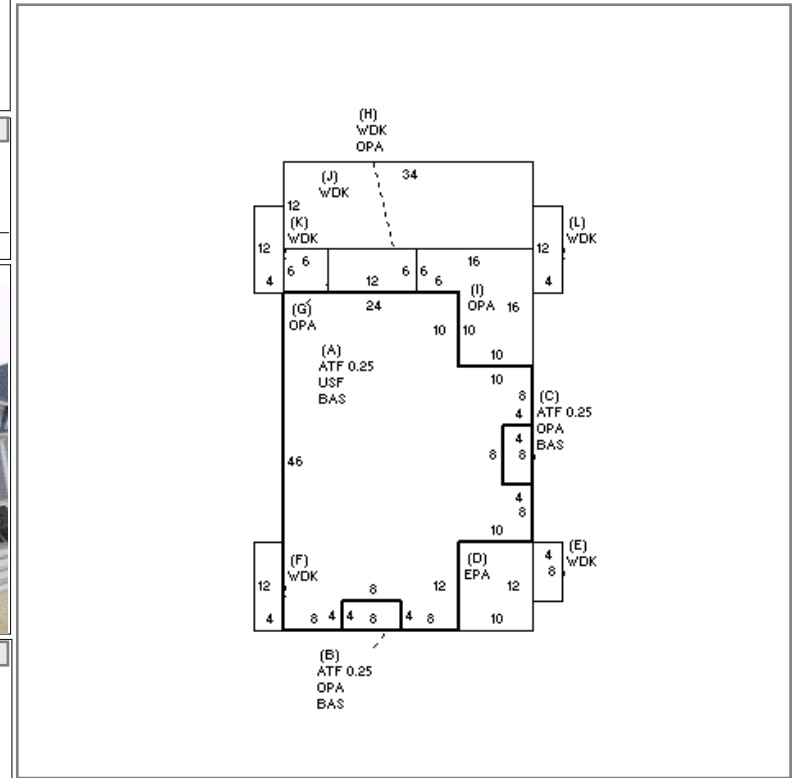 (H)
WDK
OPA
34
(J)
WDK
12
(K)
WDK
12
4
(L)
WDK
12
4
6
6
12
6
6
6
16
(I)
OPA
16
(G)
OPA
24
10
10
10
(A)
ATF 0.25
USF
BAS
10
8
4
(C)
ATF 0.25
OPA
BAS
4
8
8
46
4
8
10
(F)
WDK
12
4
(D)
EPA
12
12
10
(E)
WDK
4
8
8
8
4
4
8
4
8
(B)
ATF 0.25
OPA
BAS